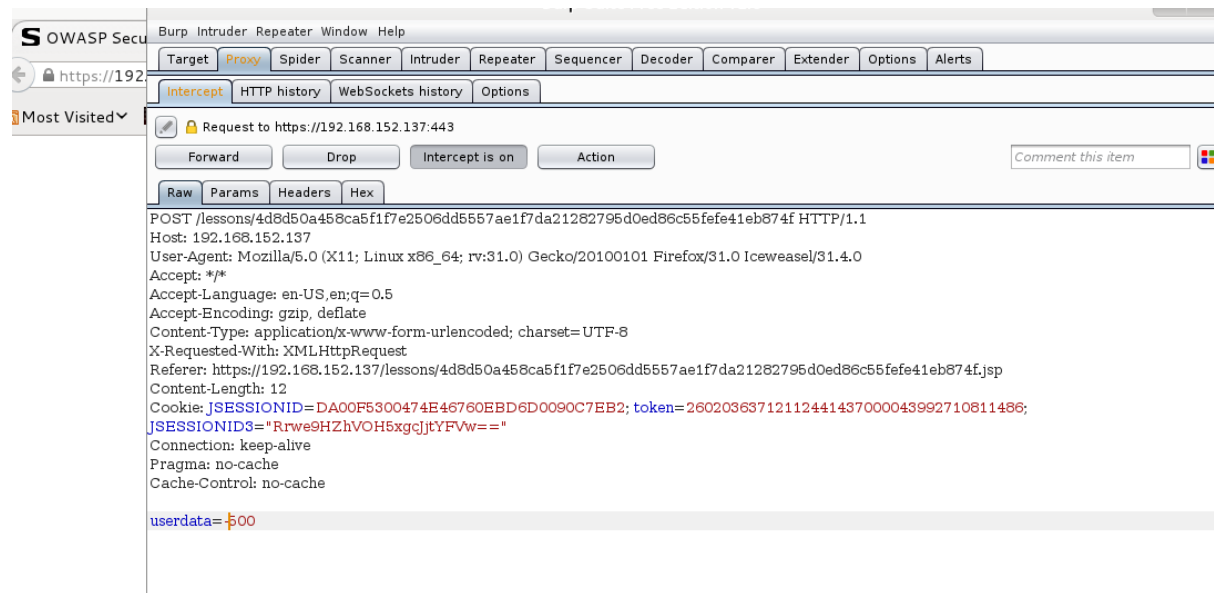 OWASP Secu
https://192.
Most Visited
Burp Intruder Repeater Window Help
Target Proxy Spider Scanner Intruder Repeater Sequencer Decoder Comparer Extender Options Alerts
Intercept HTTP history WebSockets history Options
Request to https://192.168.152.137:443
Forward Drop Intercept is on Action Comment this item
Raw Params Headers Hex
POST /lessons/4d8d50a458ca5f1f7e2506dd5557ae1f7da21282795d0ed86c55fefe41eb874f HTTP/1.1
Host: 192.168.152.137
User-Agent: Mozilla/5.0 (X11; Linux x86_64; rv:31.0) Gecko/20100101 Firefox/31.0 Iceweasel/31.4.0
Accept: */*
Accept-Language: en-US,en;q=0.5
Accept-Encoding: gzip, deflate
Content-Type: application/x-www-form-urlencoded; charset=UTF-8
X-Requested-With: XMLHttpRequest
Referer: https://192.168.152.137/lessons/4d8d50a458ca5f1f7e2506dd5557ae1f7da21282795d0ed86c55fefe41eb874f.jsp
Content-Length: 12
Cookie: JSESSIONID=DA00F5300474E46760EBD6D0090C7EB2; token=26020363712112441437000043992710811486;
JSESSIONID3="Rrwe9HZhVOH5xgcJjtYFVw=="
Connection: keep-alive
Pragma: no-cache
Cache-Control: no-cache
userdata=-500